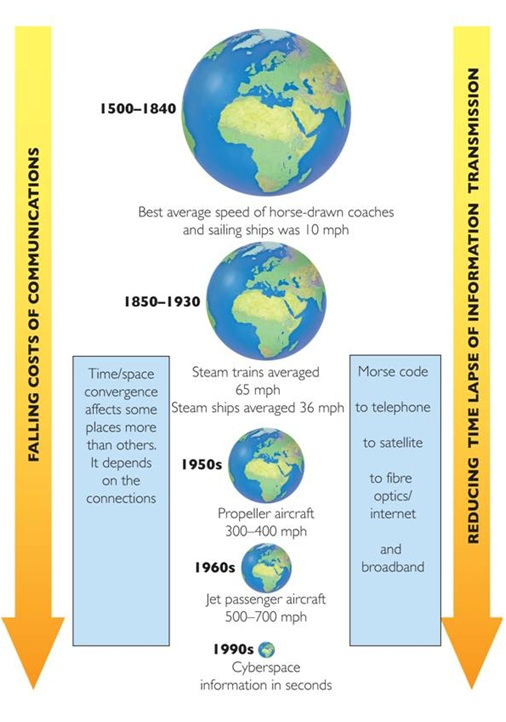 FALLING COSTS OF COMMUNICATIONS
REDUCING TIME LAPSE OF INFORMATION TRANSMISSION
1500–1840
Best average speed of horse-drawn coaches
and sailing ships was 10 mph
1850–1930
Steam trains averaged
65 mph
Steam ships averaged 36 mph
Time/space
convergence
affects some
places more
than others.
It depends
on the
connections
Morse code
to telephone
to satellite
to fibre
optics/
internet
and
broadband
1950s
Propeller aircraft
300–400 mph
1960s
Jet passenger aircraft
500–700 mph
1990s
Cyberspace
information in seconds